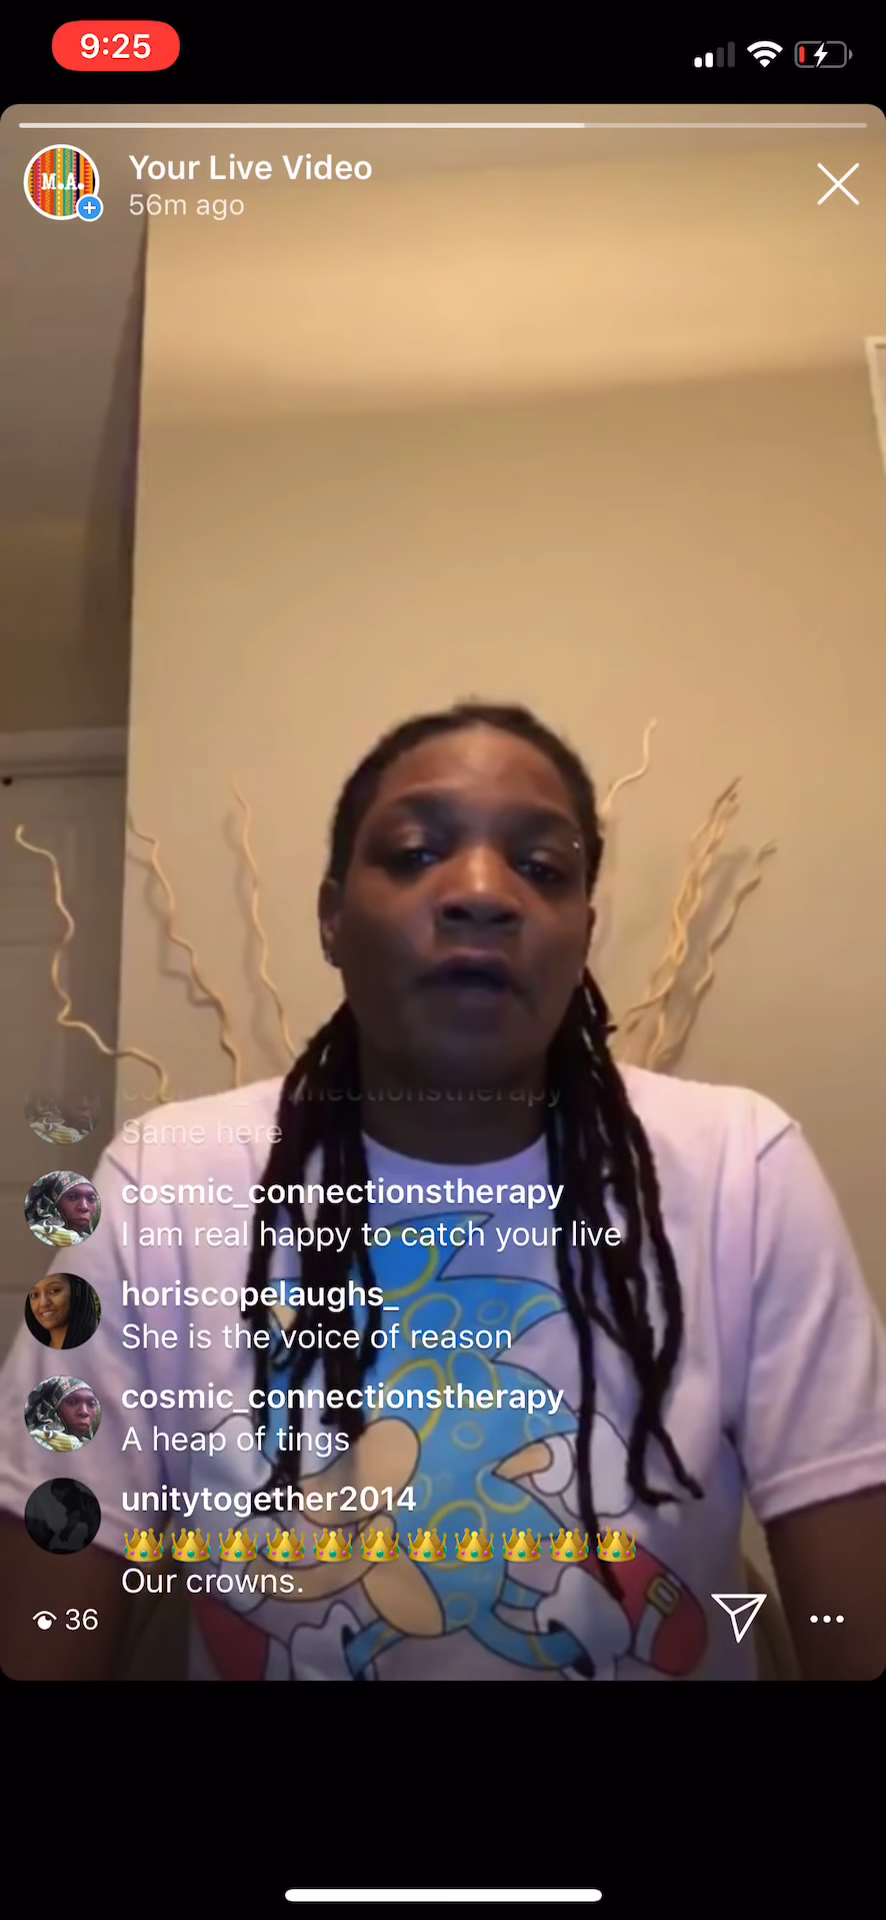 9:25
M.A.
Your Live Video
56m ago
Same here
cosmic_connectionstherapy
I am real happy to catch your live
horiscopelaughs_
She is the voice of reason
cosmic_connectionstherapy
A heap of tings
unitytogether2014
👑👑👑👑👑👑👑👑👑👑👑
Our crowns.
36